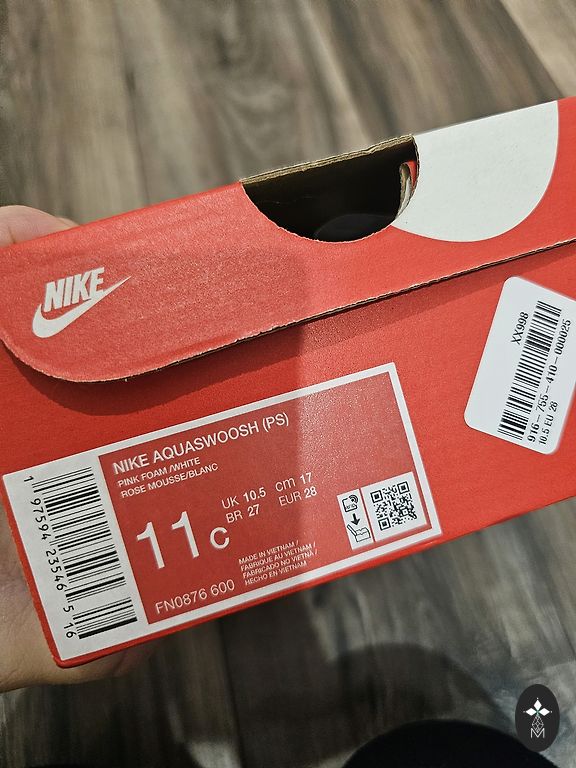 NIKE
XX998
916-755-410-000025
10.5 EU 28
NIKE AQUASWOOSH (PS)
PINK FOAM /WHITE
ROSE MOUSSE/BLANC
11C
UK 10.5 cm 17
BR 27 EUR 28
MADE IN VIETNAM /
FABRIQUE AU VIETNAM /
FABRICADO NO VIETNÃ /
HECHO EN VIETNAM
FN0876 600
1 97594 23546 5 16
M